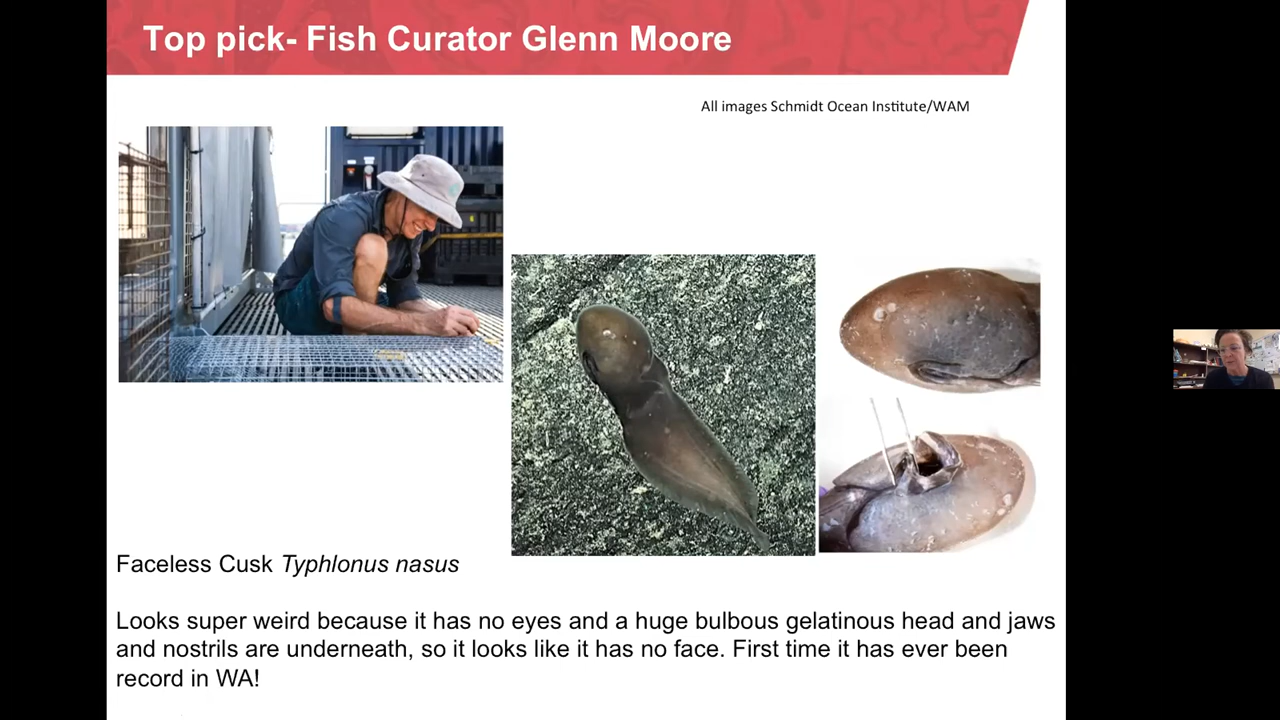 Top pick- Fish Curator Glenn Moore
All images Schmidt Ocean Institute/WAM
Faceless Cusk Typhlonus nasus
Looks super weird because it has no eyes and a huge bulbous gelatinous head and jaws
and nostrils are underneath, so it looks like it has no face. First time it has ever been
record in WA!